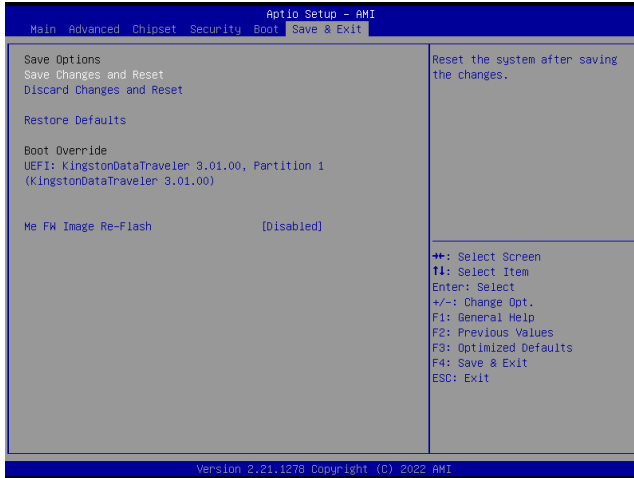 Aptio Setup - AMI
Main Advanced Chipset Security Boot Save & Exit
Save Options
Save Changes and Reset
Discard Changes and Reset
Restore Defaults
Boot Override
UEFI: KingstonDataTraveler 3.01.00, Partition 1
(KingstonDataTraveler 3.01.00)
Me FW Image Re-Flash [Disabled]
Reset the system after saving
the changes.
→←: Select Screen
↑↓: Select Item
Enter: Select
+/-: Change Opt.
F1: General Help
F2: Previous Values
F3: Optimized Defaults
F4: Save & Exit
ESC: Exit
Version 2.21.1278 Copyright (C) 2022 AMI